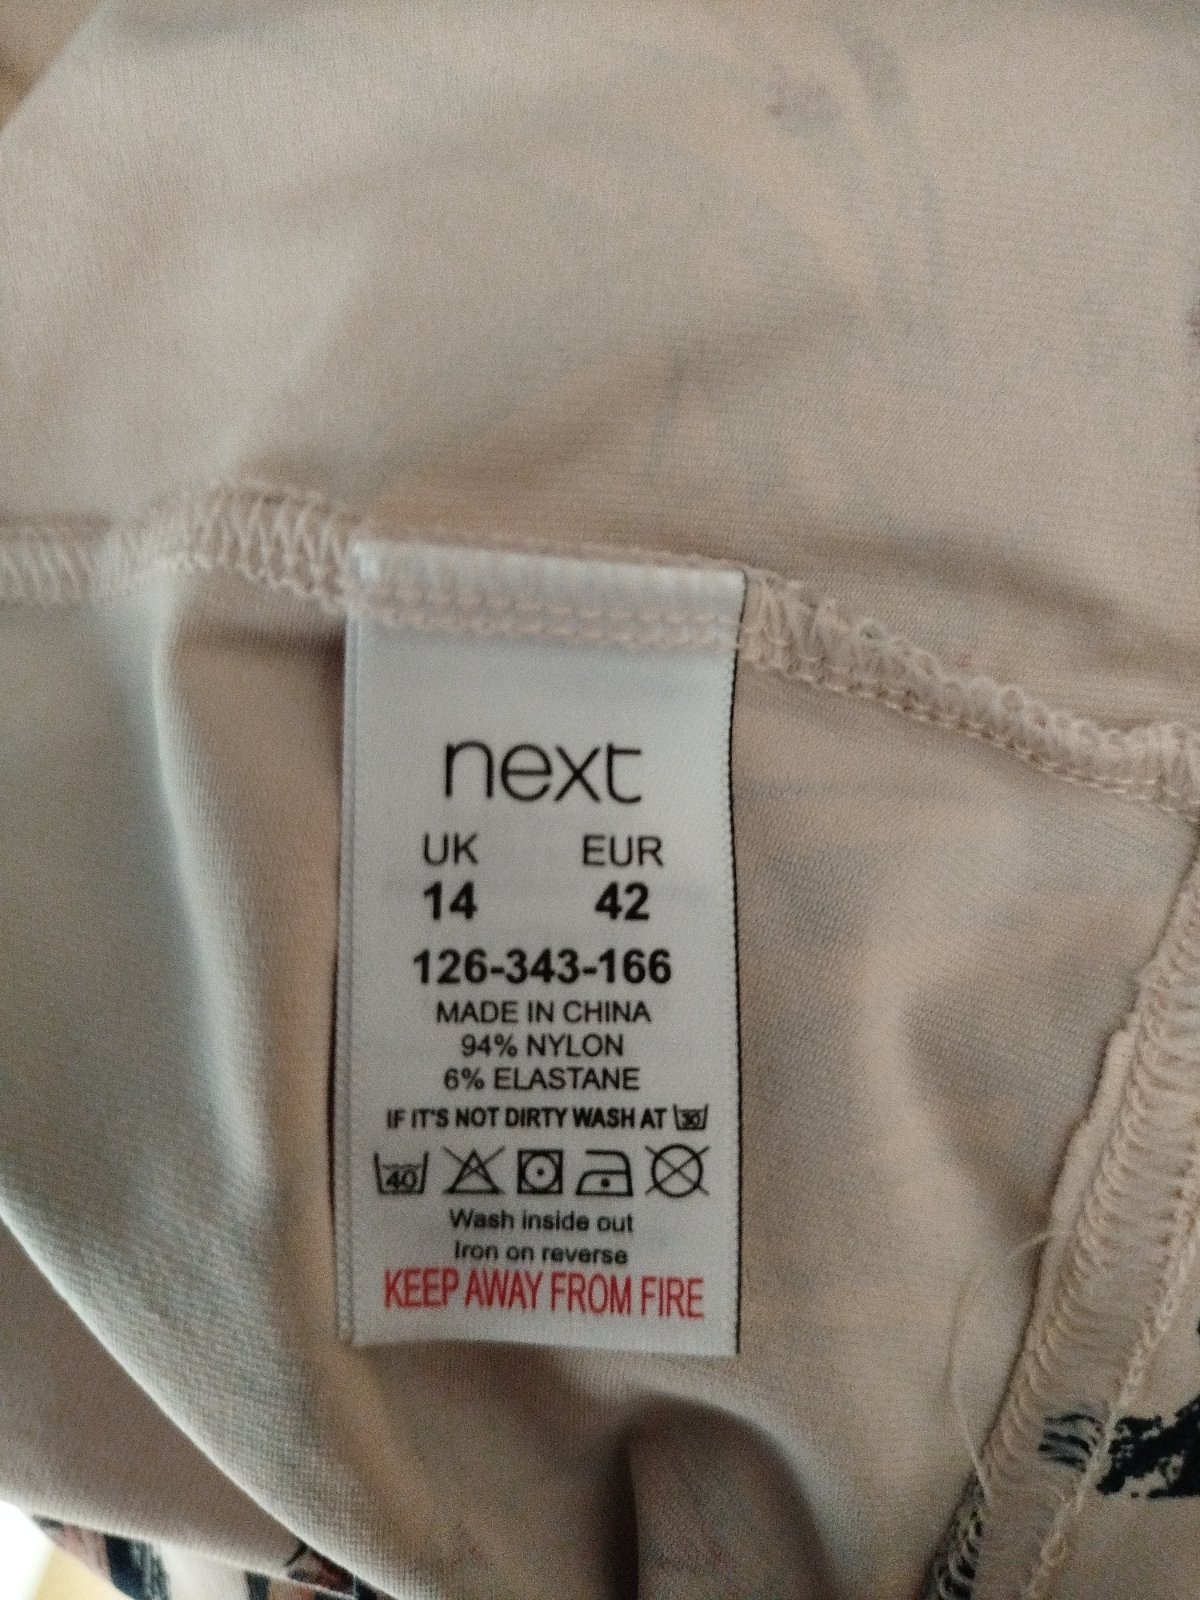 next
UK EUR
14 42
126-343-166
MADE IN CHINA
94% NYLON
6% ELASTANE
IF IT'S NOT DIRTY WASH AT 30
40
Wash inside out
Iron on reverse
KEEP AWAY FROM FIRE